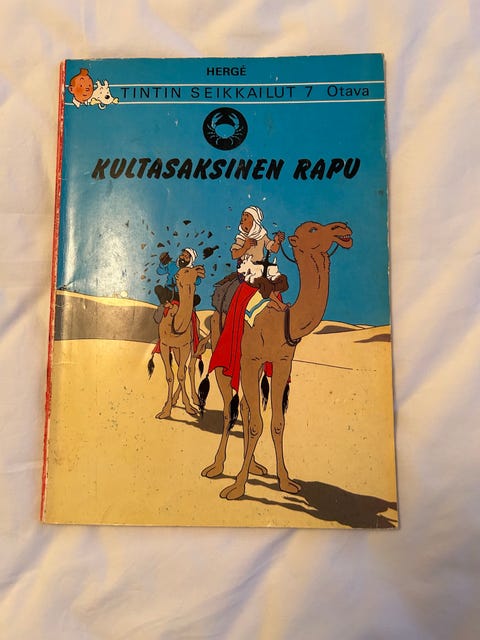 HERGÉ
TINTIN SEIKKAILUT 7 Otava
KULTASAKSINEN RAPU